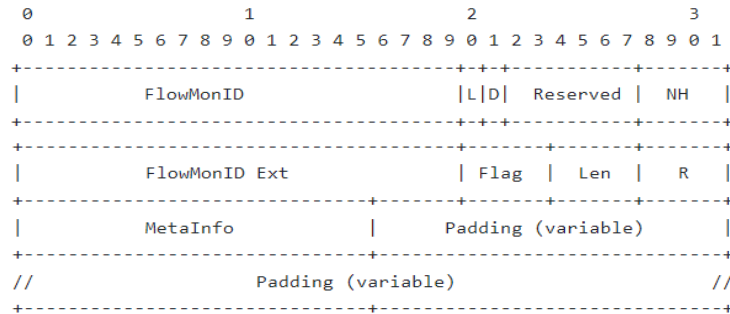 0                   1                   2                   3
0 1 2 3 4 5 6 7 8 9 0 1 2 3 4 5 6 7 8 9 0 1 2 3 4 5 6 7 8 9 0 1
+---------------------------------------+-+-+-----------+-------+
|           FlowMonID                   |L|D|  Reserved |  NH   |
+---------------------------------------+-+-+-----------+-------+
+---------------------------------------+-------+-------+-------+
|           FlowMonID Ext               | Flag  |  Len  |   R   |
+-------------------------------+-------+-------+-------+-------+
|           MetaInfo            |      Padding (variable)       |
+-------------------------------+-------------------------------+
//                    Padding (variable)                       //
+-------------------------------+-------------------------------+